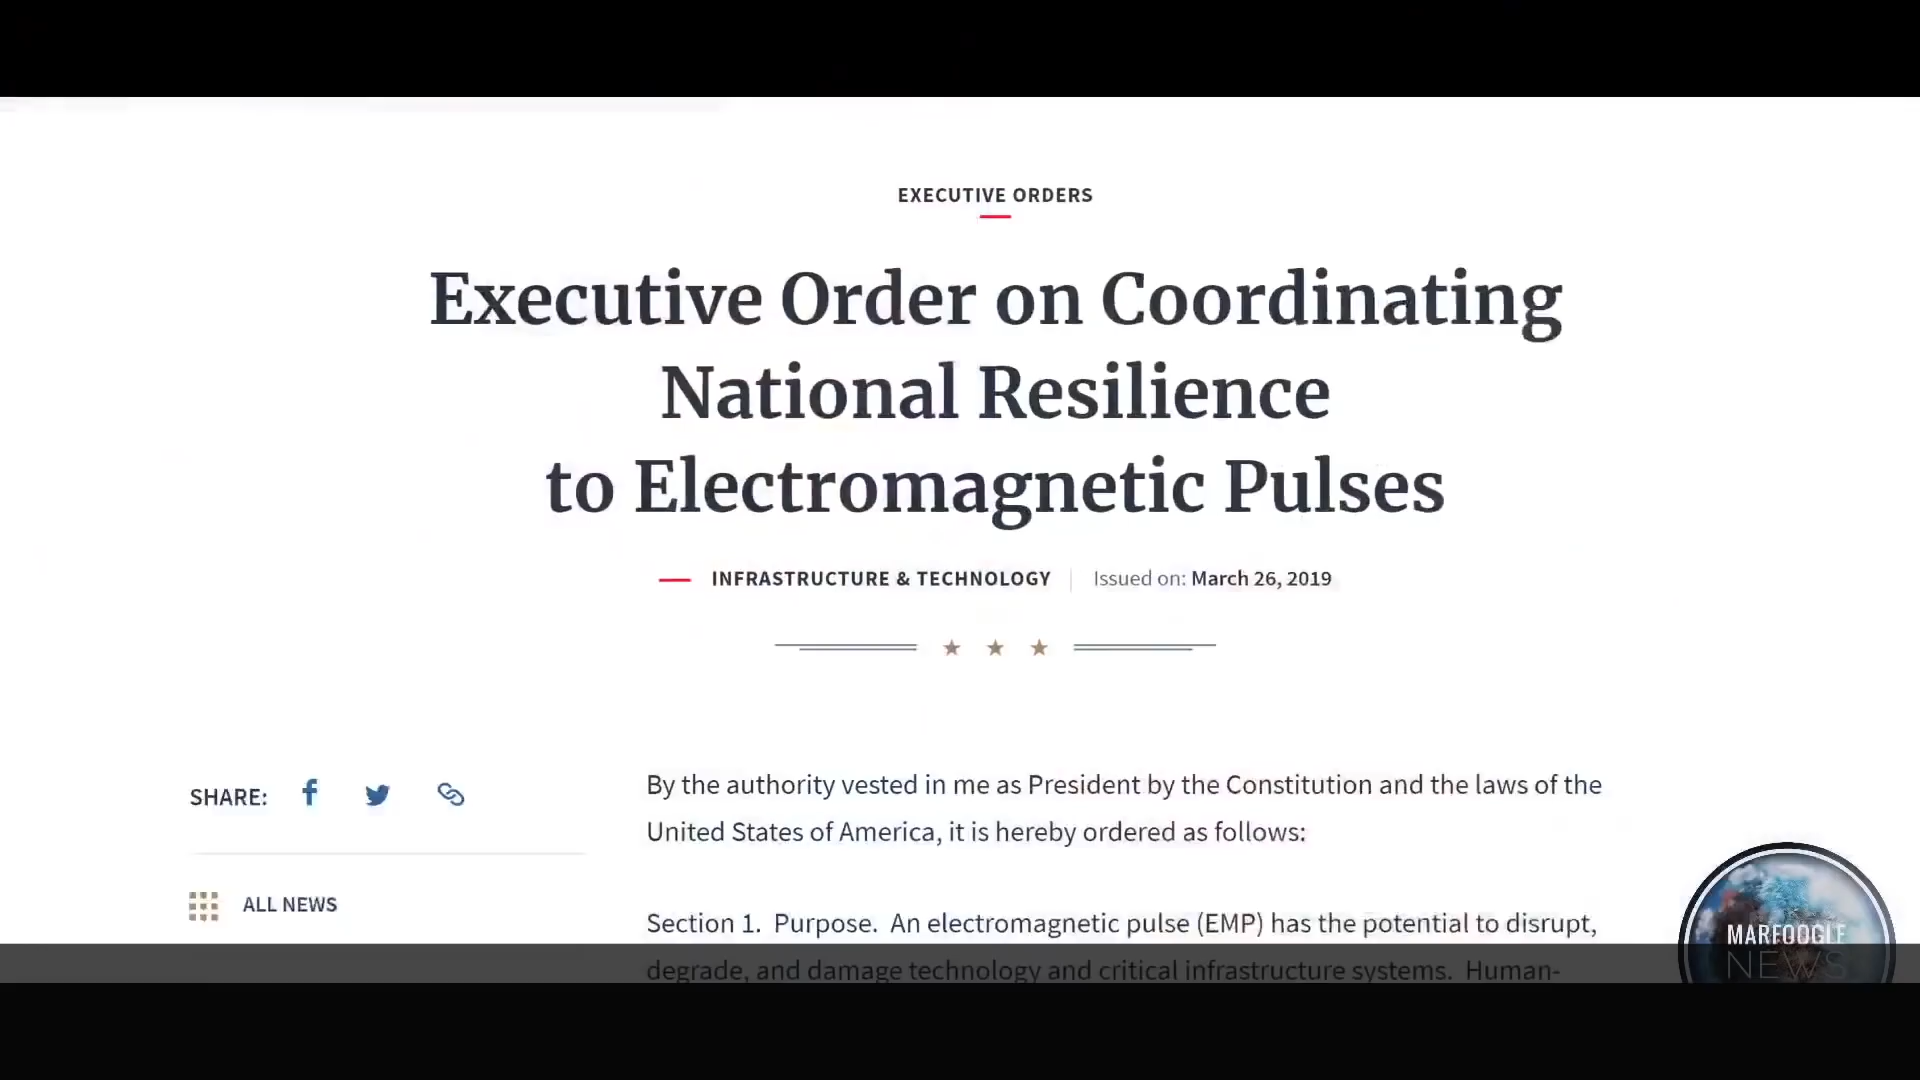 EXECUTIVE ORDERS
Executive Order on Coordinating
National Resilience
to Electromagnetic Pulses
INFRASTRUCTURE & TECHNOLOGY Issued on: March 26, 2019
SHARE:
ALL NEWS
By the authority vested in me as President by the Constitution and the laws of the
United States of America, it is hereby ordered as follows:
Section 1. Purpose. An electromagnetic pulse (EMP) has the potential to disrupt,
degrade, and damage technology and critical infrastructure systems. Human-
MARFOOGLE
NEWS